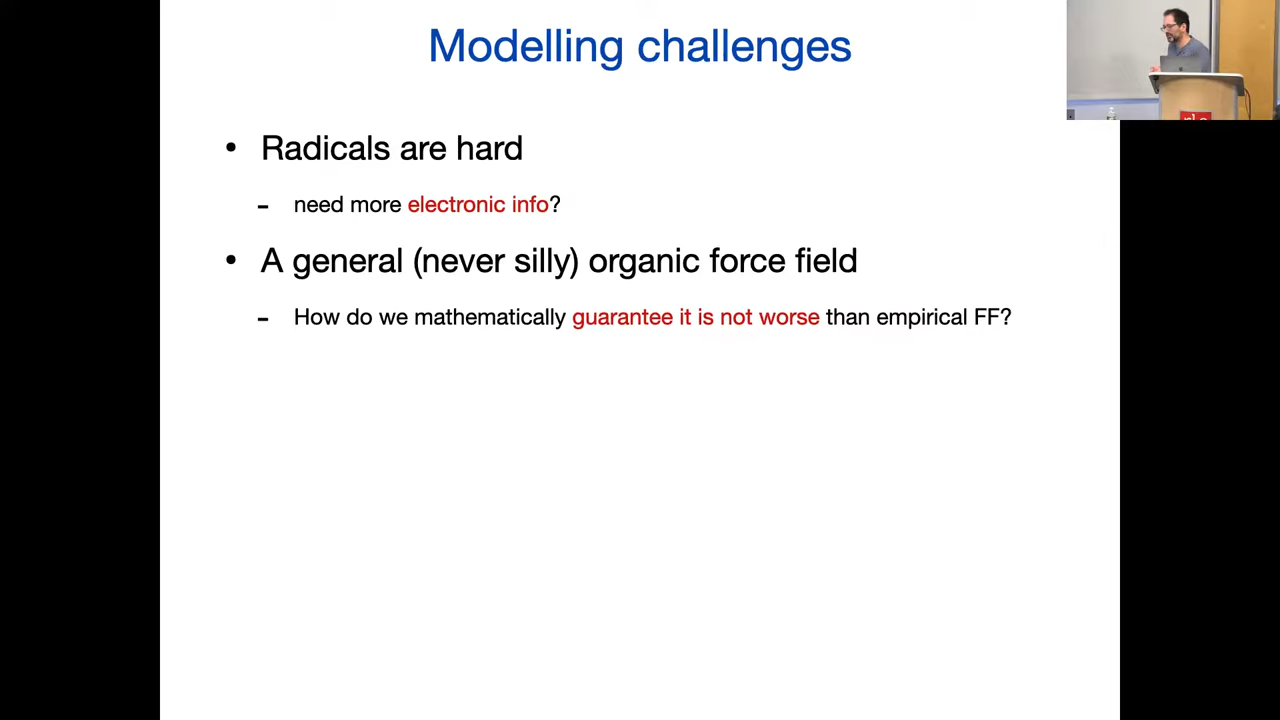 Modelling challenges
• Radicals are hard
- need more electronic info?
• A general (never silly) organic force field
- How do we mathematically guarantee it is not worse than empirical FF?